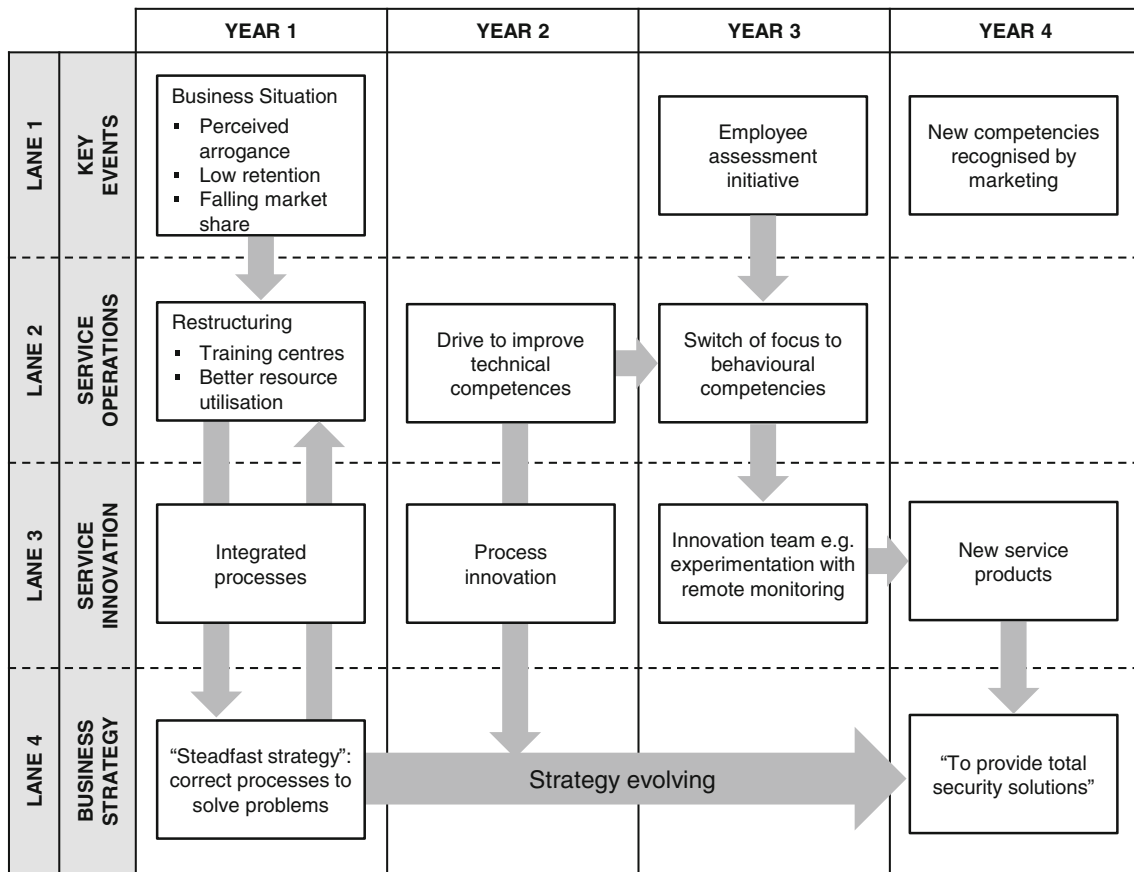 YEAR 1
YEAR 2
YEAR 3
YEAR 4
LANE 1
KEY
EVENTS
Business Situation
▪ Perceived
arrogance
▪ Low retention
▪ Falling market
share
Employee
assessment
initiative
New competencies
recognised by
marketing
LANE 2
SERVICE
OPERATIONS
Restructuring
▪ Training centres
▪ Better resource
utilisation
Drive to improve
technical
competences
Switch of focus to
behavioural
competencies
LANE 3
SERVICE
INNOVATION
Integrated
processes
Process
innovation
Innovation team e.g.
experimentation with
remote monitoring
New service
products
LANE 4
BUSINESS
STRATEGY
“Steadfast strategy”:
correct processes to
solve problems
Strategy evolving
“To provide total
security solutions”